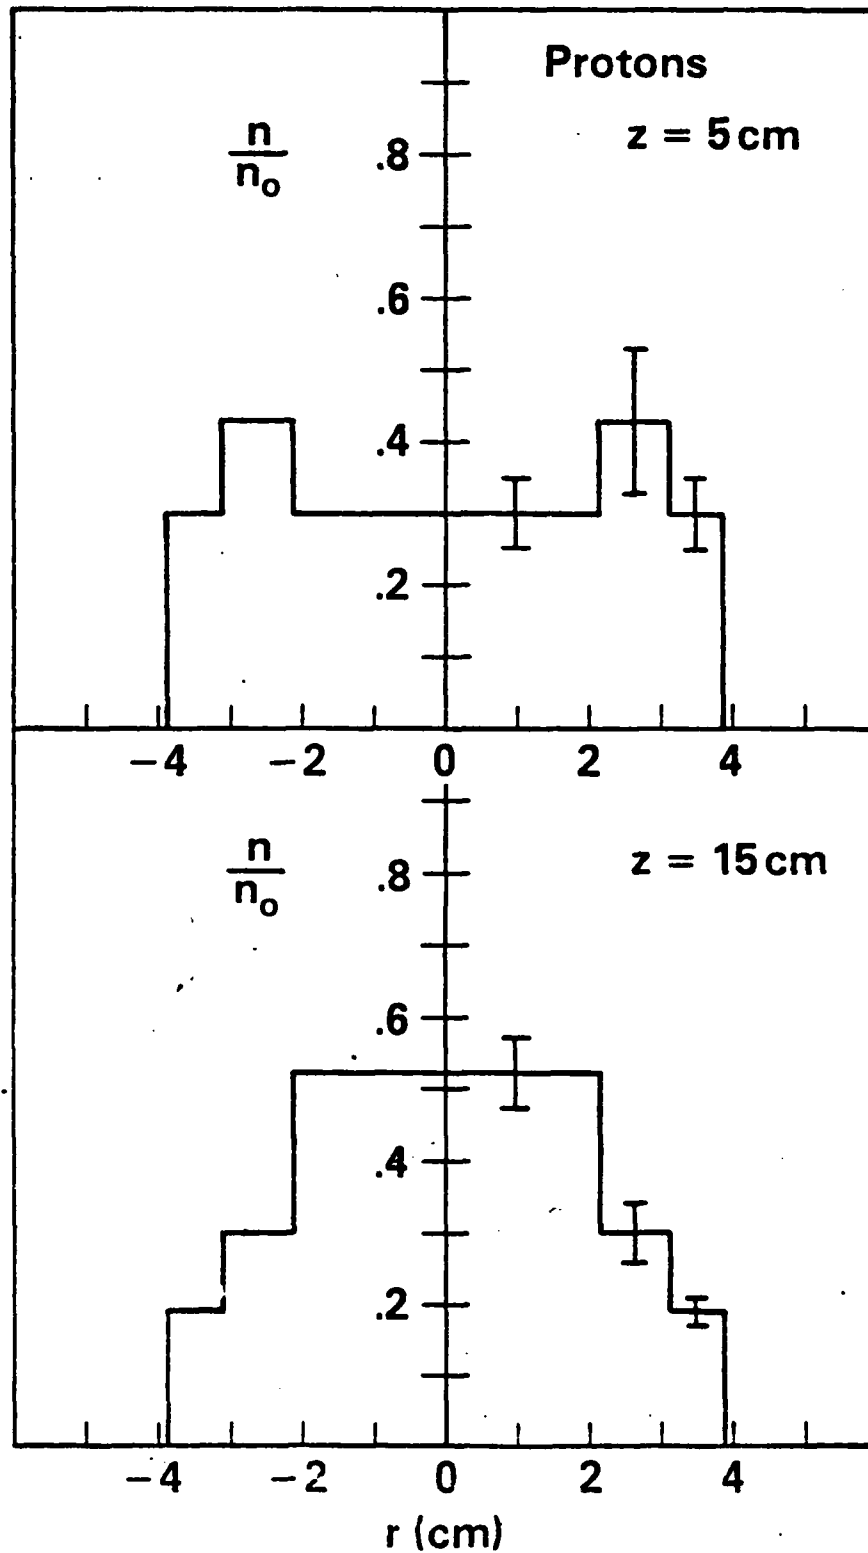 Protons
z = 5 cm
n
n₀
.8
.6
.4
.2
−4 −2 0 2 4
n
n₀
z = 15 cm
.8
.6
.4
.2
−4 −2 0 2 4
r (cm)